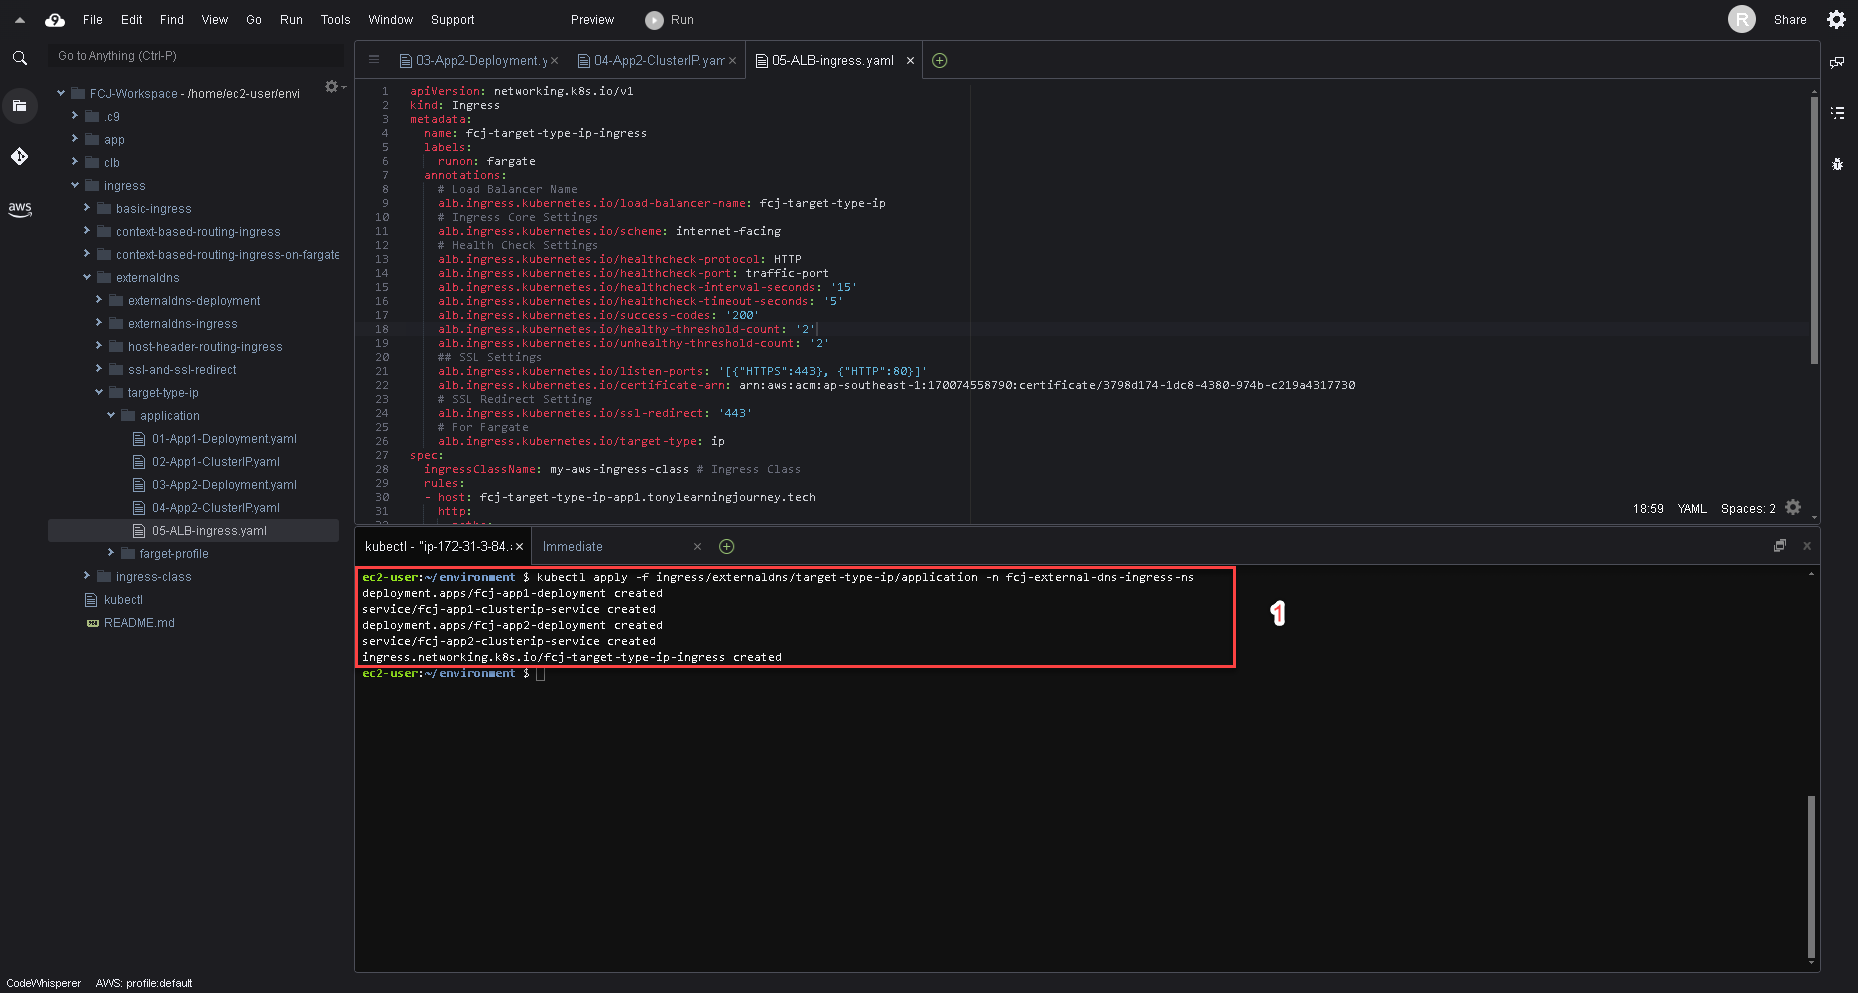 File Edit Find View Go Run Tools Window Support Preview Run R Share
Go to Anything (Ctrl-P)
FCJ-Workspace - /home/ec2-user/envi
.c9
app
clb
ingress
basic-ingress
context-based-routing-ingress
context-based-routing-ingress-on-fargate
externaldns
externaldns-deployment
externaldns-ingress
host-header-routing-ingress
ssl-and-ssl-redirect
target-type-ip
application
01-App1-Deployment.yaml
02-App1-ClusterIP.yaml
03-App2-Deployment.yaml
04-App2-ClusterIP.yaml
05-ALB-ingress.yaml
farget-profile
ingress-class
kubectl
README.md
aws
03-App2-Deployment.y 04-App2-ClusterIP.yam 05-ALB-ingress.yaml
1 apiVersion: networking.k8s.io/v1
2 kind: Ingress
3 metadata:
4 name: fcj-target-type-ip-ingress
5 labels:
6 runon: fargate
7 annotations:
8 # Load Balancer Name
9 alb.ingress.kubernetes.io/load-balancer-name: fcj-target-type-ip
10 # Ingress Core Settings
11 alb.ingress.kubernetes.io/scheme: internet-facing
12 # Health Check Settings
13 alb.ingress.kubernetes.io/healthcheck-protocol: HTTP
14 alb.ingress.kubernetes.io/healthcheck-port: traffic-port
15 alb.ingress.kubernetes.io/healthcheck-interval-seconds: '15'
16 alb.ingress.kubernetes.io/healthcheck-timeout-seconds: '5'
17 alb.ingress.kubernetes.io/success-codes: '200'
18 alb.ingress.kubernetes.io/healthy-threshold-count: '2'
19 alb.ingress.kubernetes.io/unhealthy-threshold-count: '2'
20 ## SSL Settings
21 alb.ingress.kubernetes.io/listen-ports: '[{"HTTPS":443}, {"HTTP":80}]'
22 alb.ingress.kubernetes.io/certificate-arn: arn:aws:acm:ap-southeast-1:170074558790:certificate/3798d174-1dc8-4380-974b-c219a4317730
23 # SSL Redirect Setting
24 alb.ingress.kubernetes.io/ssl-redirect: '443'
25 # For Fargate
26 alb.ingress.kubernetes.io/target-type: ip
27 spec:
28 ingressClassName: my-aws-ingress-class # Ingress Class
29 rules:
30 - host: fcj-target-type-ip-app1.tonylearningjourney.tech
31 http:
18:59 YAML Spaces: 2
kubectl - "ip-172-31-3-84. Immediate
ec2-user:~/environment $ kubectl apply -f ingress/externaldns/target-type-ip/application -n fcj-external-dns-ingress-ns
deployment.apps/fcj-app1-deployment created
service/fcj-app1-clusterip-service created
deployment.apps/fcj-app2-deployment created
service/fcj-app2-clusterip-service created
ingress.networking.k8s.io/fcj-target-type-ip-ingress created
ec2-user:~/environment $
1
CodeWhisperer AWS: profile:default